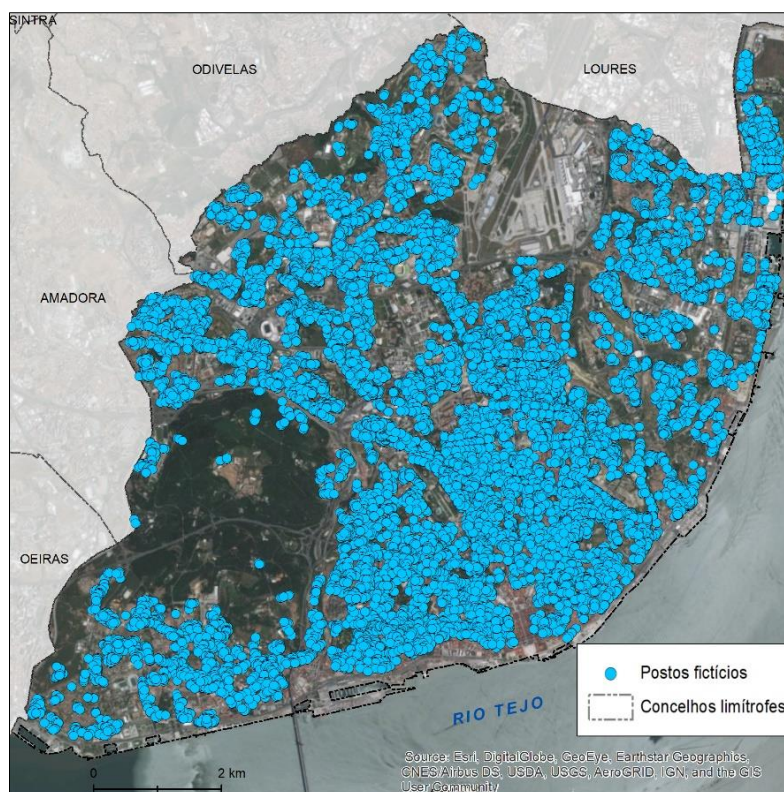 SINTRA
ODIVELAS
LOURES
AMADORA
OEIRAS
Postos fictícios
Concelhos limítrofes
RIO TEJO
0 2 km
Source: Esri, DigitalGlobe, GeoEye, Earthstar Geographics,
CNES/Airbus DS, USDA, USGS, AeroGRID, IGN, and the GIS
User Community